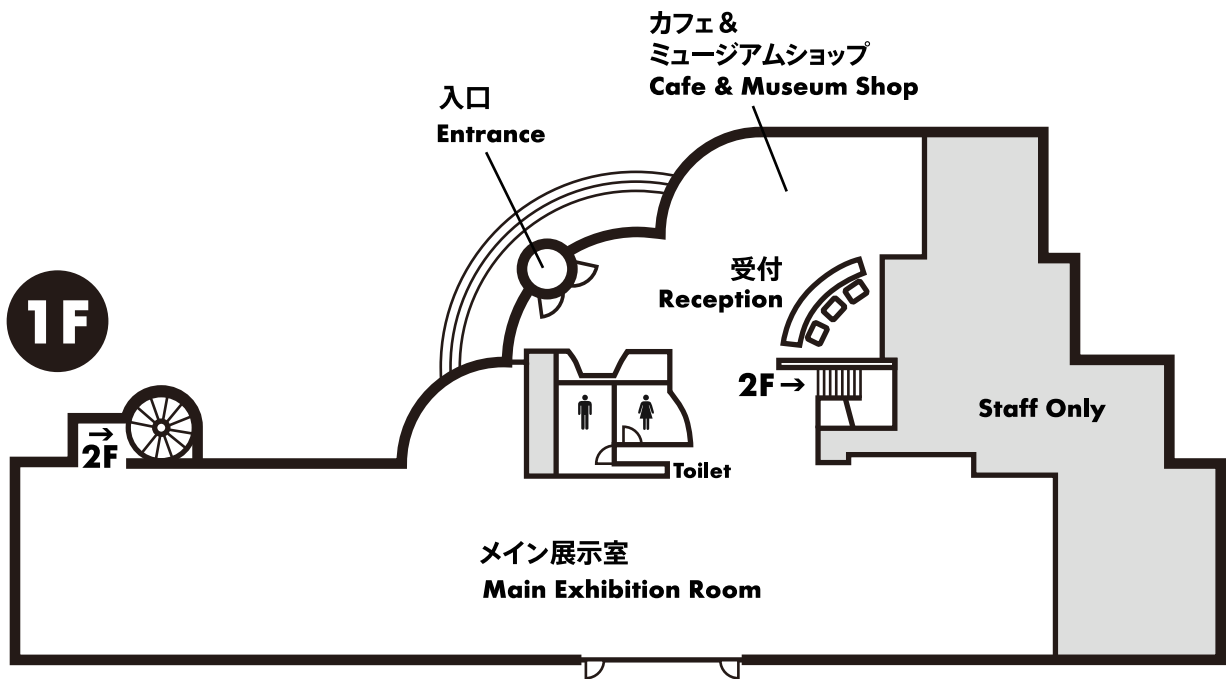 カフェ＆
ミュージアムショップ
Cafe & Museum Shop
入口
Entrance
受付
Reception
1F
2F→
Staff Only
→
2F
Toilet
メイン展示室
Main Exhibition Room